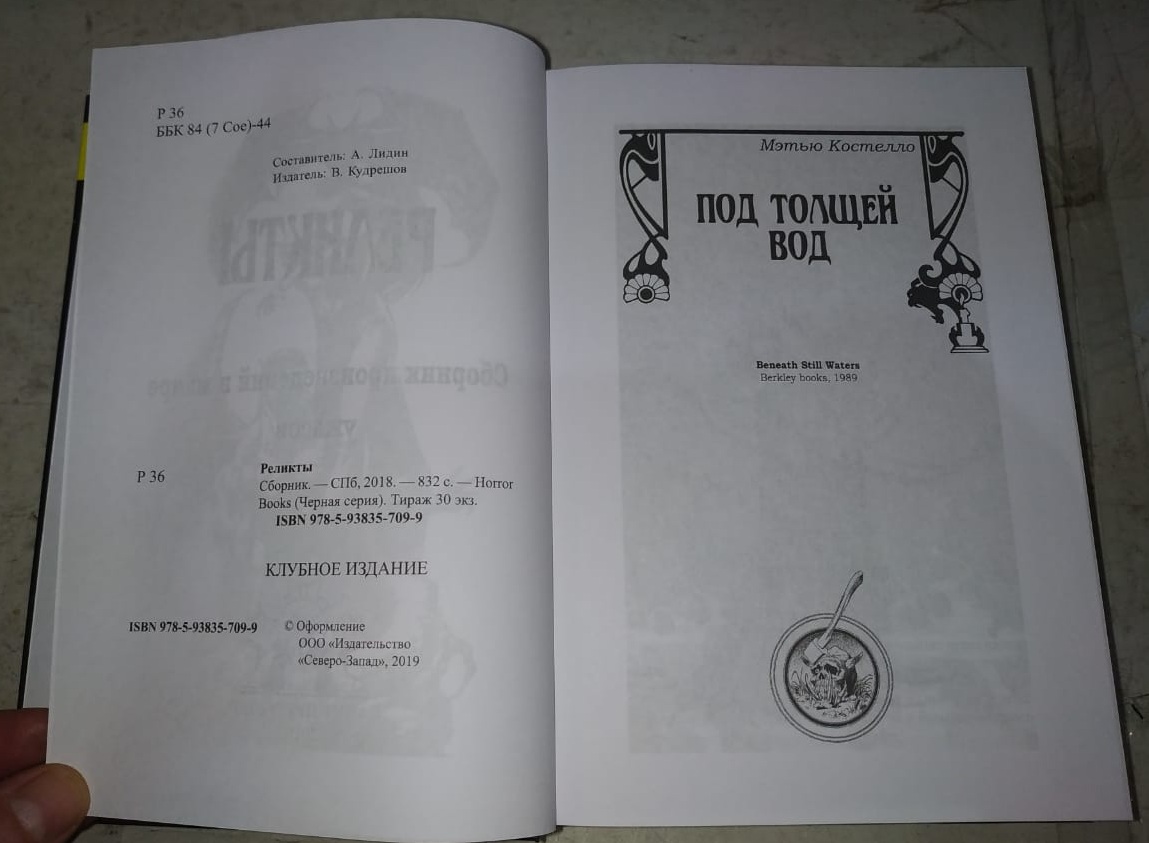 Р 36
ББК 84 (7 Сое)-44
Составитель: А. Лидин
Издатель: В. Кудрешов
Р 36
Реликты
Сборник. — СПб, 2018. — 832 с. — Horror
Books (Черная серия). Тираж 30 экз.
ISBN 978-5-93835-709-9
КЛУБНОЕ ИЗДАНИЕ
ISBN 978-5-93835-709-9
© Оформление
ООО «Издательство
«Северо-Запад», 2019
Мэтью Костелло
ПОД ТОЛЩЕЙ
ВОД
Beneath Still Waters
Berkley books, 1989